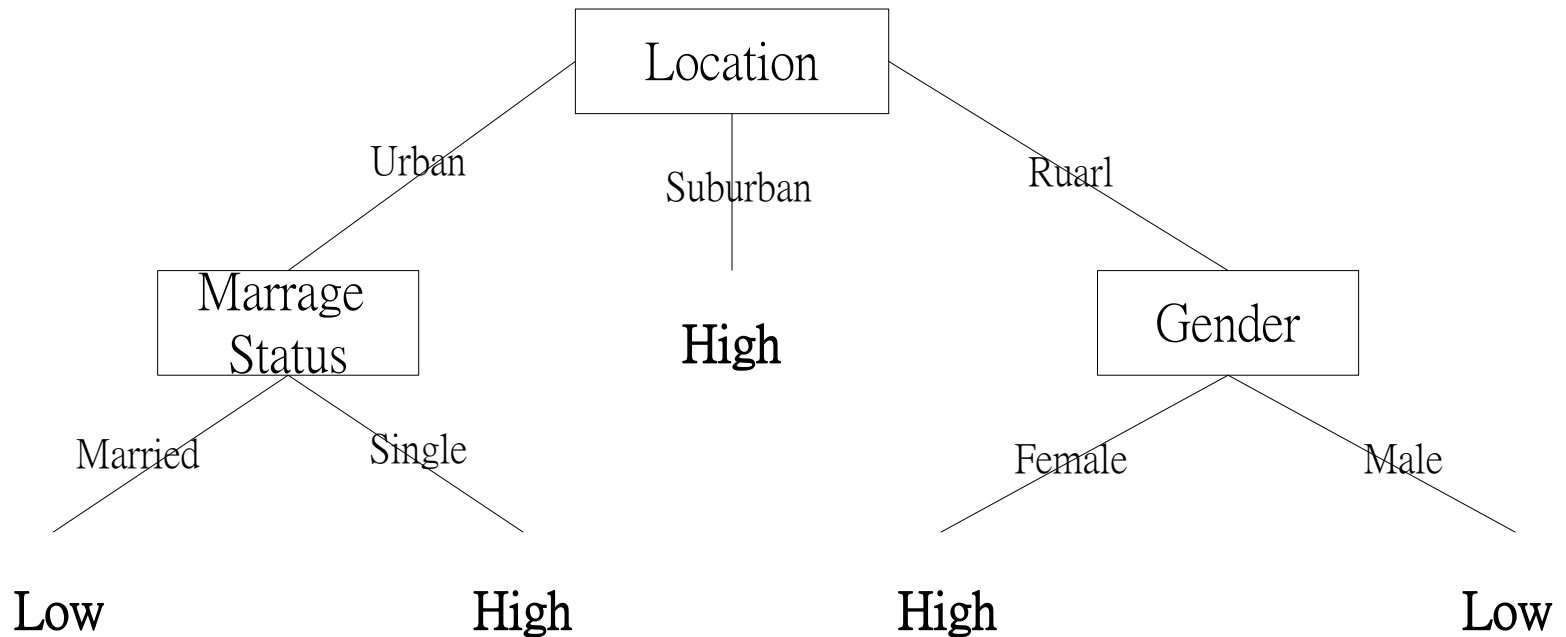 Location
Urban
Suburban
Ruarl
Marrage
Status
High
Gender
Married
Single
Female
Male
Low
High
High
Low